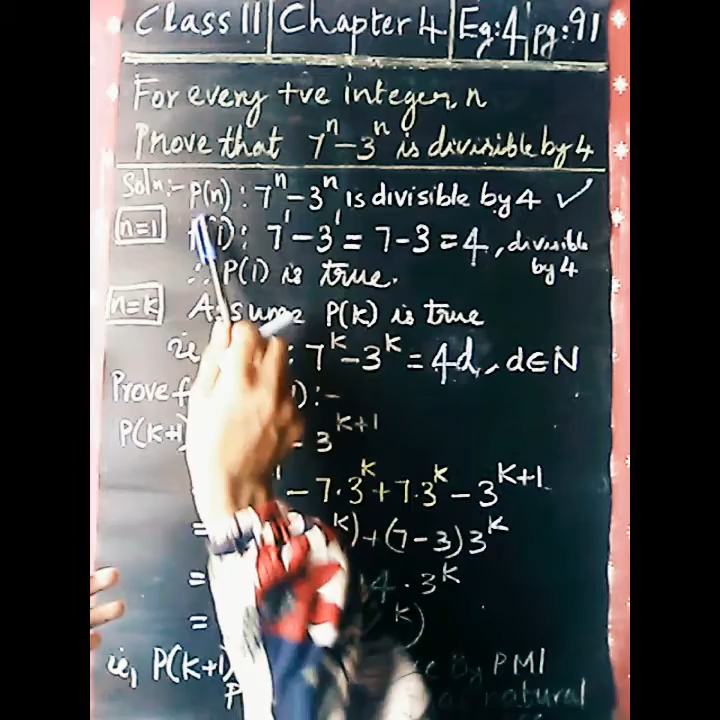 Class 11 | Chapter 4 | Eg:4 | pg:91
For every +ve integer, n
Prove that 7ⁿ - 3ⁿ is divisible by 4
Soln:- P(n) : 7ⁿ - 3ⁿ is divisible by 4 ✓
n=1 : 7¹ - 3¹ = 7 - 3 = 4, divisible by 4
∴ P(1) is true.
n=k Assume P(k) is true
ie : 7ᵏ - 3ᵏ = 4d, d∈N
Prove ) :-
P(k+1) - 3ᵏ⁺¹
- 7·3ᵏ + 7·3ᵏ - 3ᵏ⁺¹
= ᵏ) + (7-3)3ᵏ
= 4·3ᵏ
= ᵏ)
ie, P(k+1) By PMI
P natural